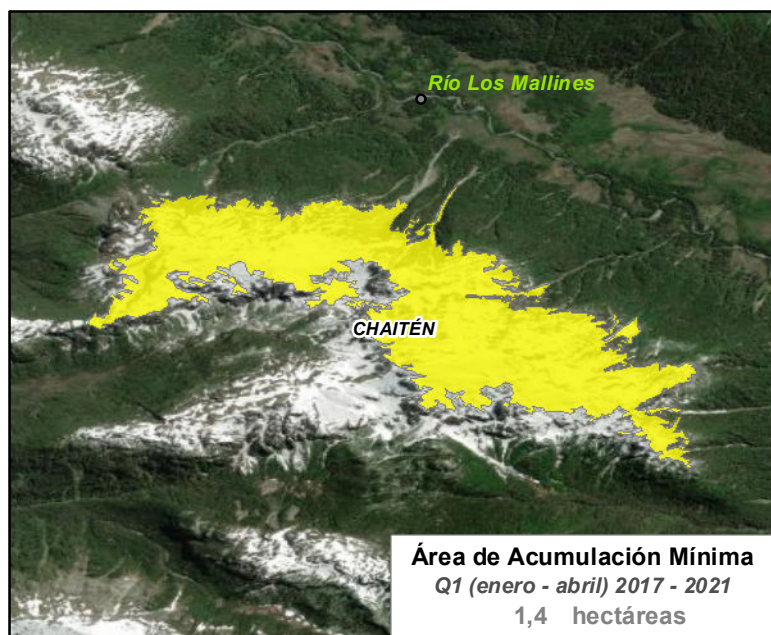 Río Los Mallines
CHAITÉN
Área de Acumulación Mínima
Q1 (enero - abril) 2017 - 2021
1,4 hectáreas